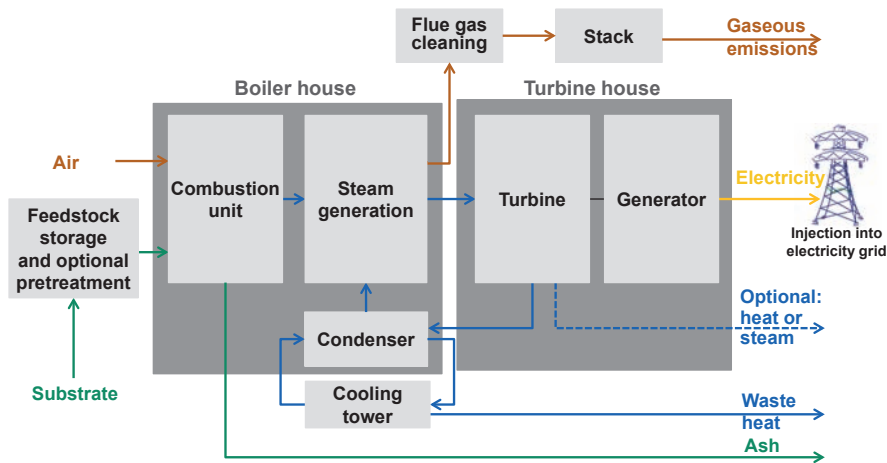 Flue gas
cleaning
Stack
Gaseous
emissions
Boiler house
Turbine house
Air
Combustion
unit
Steam
generation
Turbine
Generator
Electricity
Injection into
electricity grid
Feedstock
storage
and optional
pretreatment
Substrate
Condenser
Optional:
heat or
steam
Cooling
tower
Waste
heat
Ash